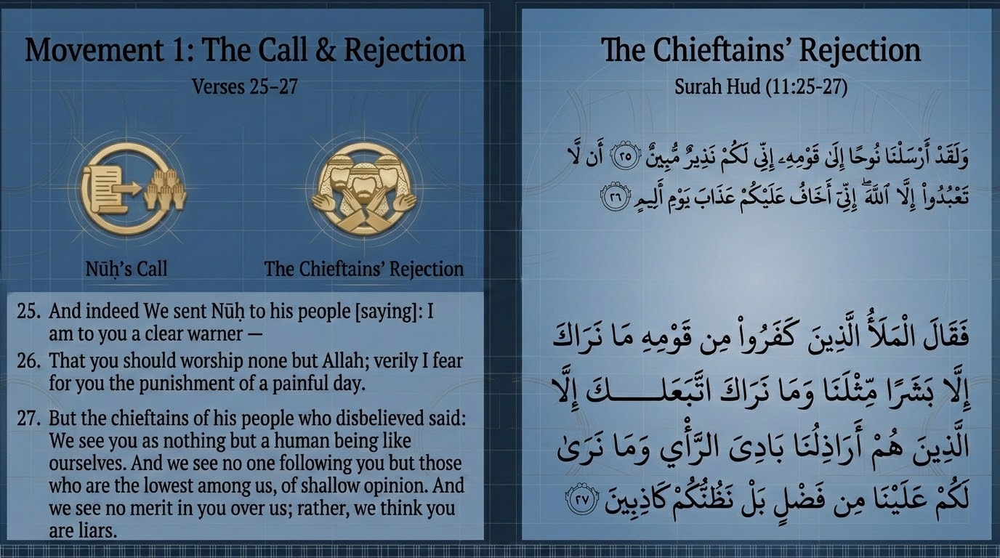 Movement 1: The Call & Rejection
Verses 25–27
Nūḥ’s Call
The Chieftains’ Rejection
25. And indeed We sent Nūḥ to his people [saying]: I
am to you a clear warner —
26. That you should worship none but Allah; verily I fear
for you the punishment of a painful day.
27. But the chieftains of his people who disbelieved said:
We see you as nothing but a human being like
ourselves. And we see no one following you but those
who are the lowest among us, of shallow opinion. And
we see no merit in you over us; rather, we think you
are liars.
The Chieftains’ Rejection
Surah Hud (11:25-27)
وَلَقَدْ أَرْسَلْنَا نُوحًا إِلَىٰ قَوْمِهِۦ إِنِّى لَكُمْ نَذِيرٌ مُّبِينٌ ٢٥ أَن لَّا
تَعْبُدُوا۟ إِلَّا ٱللَّهَ ۖ إِنِّىٓ أَخَافُ عَلَيْكُمْ عَذَابَ يَوْمٍ أَلِيمٍ ٢٦
فَقَالَ الْمَلَأُ الَّذِينَ كَفَرُوا۟ مِن قَوْمِهِ مَا نَرَاكَ
إِلَّا بَشَرًا مِّثْلَنَا وَمَا نَرَاكَ اتَّبَعَلـــــكَ إِلَّا
الَّذِينَ هُمْ أَرَاذِلُنَا بَادِىَ الرَّأْيِ وَمَا نَرَىٰ
لَكُمْ عَلَيْنَا مِن فَضْلٍ بَلْ نَظُنُّكُمْ كَاذِبِينَ ٢٧